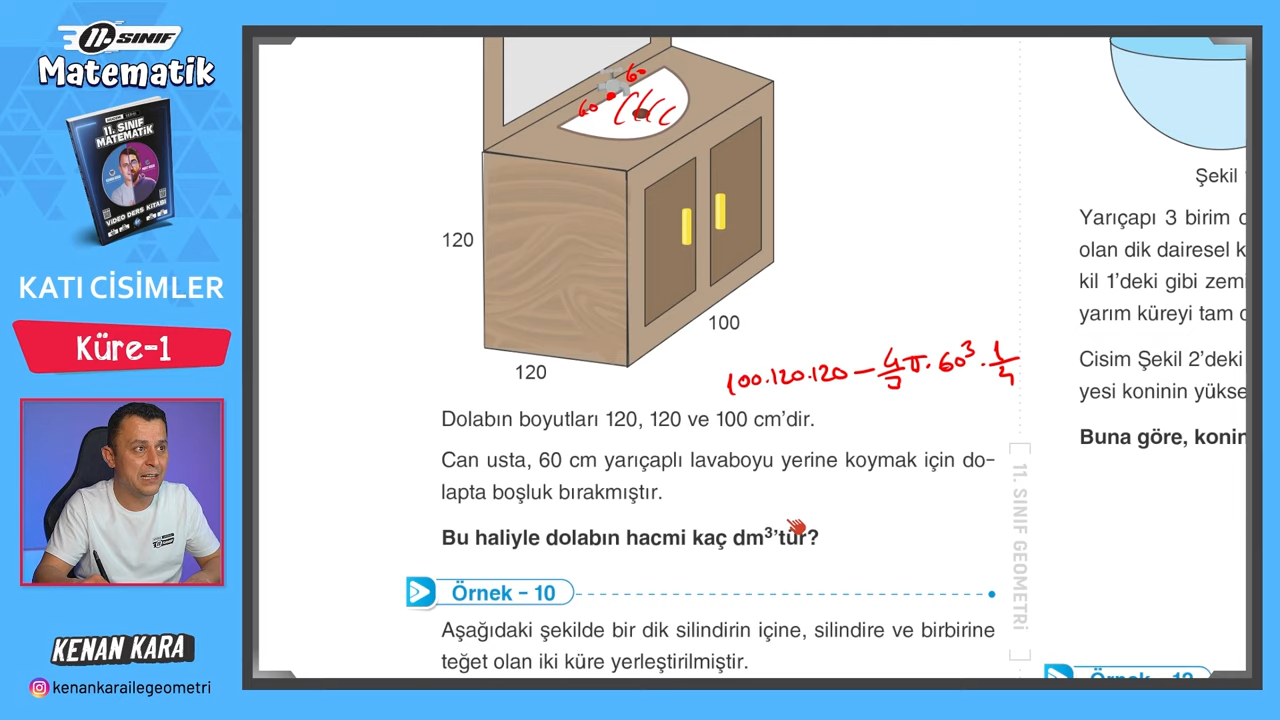 11. SINIF
Matematik
11. SINIF
MATEMATİK
VİDEO DERS KİTABI
KATI CİSİMLER
Küre-1
KENAN KARA
kenankarailegeometri
60
60
120
100
120
100.120.120 − 4/3 π . 60³ . 1/4
Dolabın boyutları 120, 120 ve 100 cm'dir.
Can usta, 60 cm yarıçaplı lavaboyu yerine koymak için do-
lapta boşluk bırakmıştır.
Bu haliyle dolabın hacmi kaç dm³'tür?
Örnek - 10
Aşağıdaki şekilde bir dik silindirin içine, silindire ve birbirine
teğet olan iki küre yerleştirilmiştir.
11. SINIF GEOMETRİ
Şekil
Yarıçapı 3 birim o
olan dik dairesel k
kil 1'deki gibi zemi
yarım küreyi tam d
Cisim Şekil 2'deki
yesi koninin yükse
Buna göre, konin